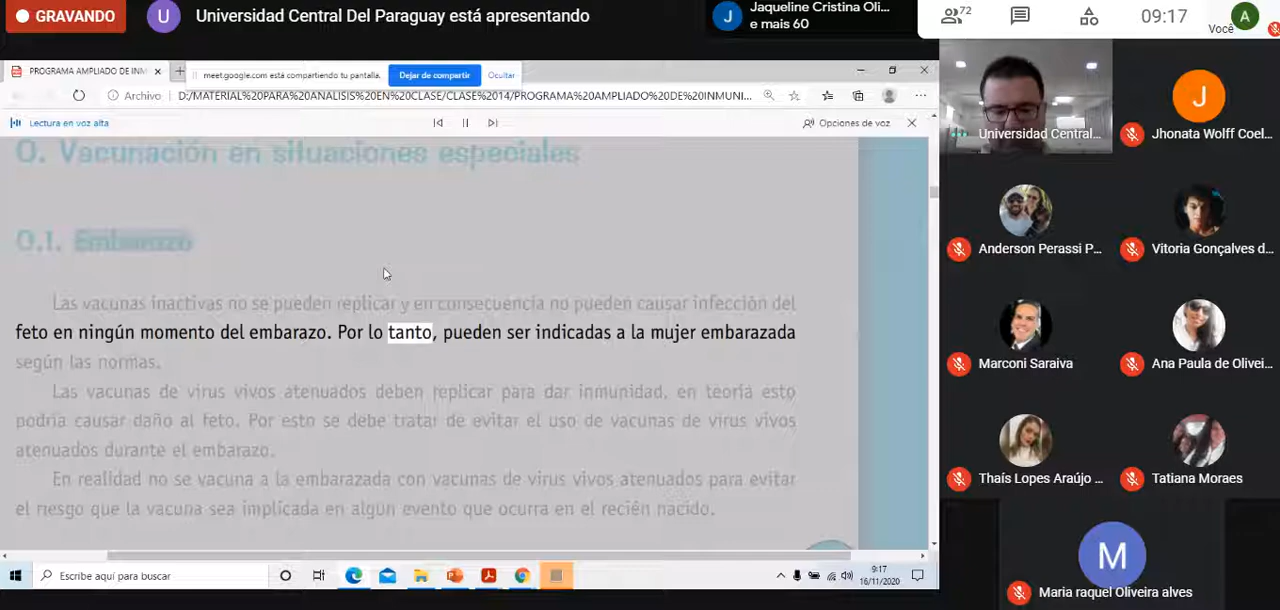 GRAVANDO
U
Universidad Central Del Paraguay está apresentando
J
Jaqueline Cristina Oli...
e mais 60
72
09:17
Você
A
PROGRAMA AMPLIADO DE INM
meet.google.com está compartiendo tu pantalla.
Dejar de compartir
Ocultar
Archivo
D:/MATERIAL%20PARA%20ANALISIS%20EN%20CLASE/CLASE%2014/PROGRAMA%20AMPLIADO%20DE%20INMUNI...
Lectura en voz alta
Opciones de voz
O. Vacunación en situaciones especiales
O.1. Embarazo
Las vacunas inactivas no se pueden replicar y en consecuencia no pueden causar infección del
feto en ningún momento del embarazo. Por lo tanto, pueden ser indicadas a la mujer embarazada
según las normas.
Las vacunas de virus vivos atenuados deben replicar para dar inmunidad, en teoría esto
podría causar daño al feto. Por esto se debe tratar de evitar el uso de vacunas de virus vivos
atenuados durante el embarazo.
En realidad no se vacuna a la embarazada con vacunas de virus vivos atenuados para evitar
el riesgo que la vacuna sea implicada en algún evento que ocurra en el recién nacido.
Escribe aquí para buscar
9:17
16/11/2020
Universidad Central...
J
Jhonata Wolff Coel...
Anderson Perassi P...
Vitoria Gonçalves d...
Marconi Saraiva
Ana Paula de Olivei...
Thaís Lopes Araújo ...
Tatiana Moraes
M
Maria raquel Oliveira alves